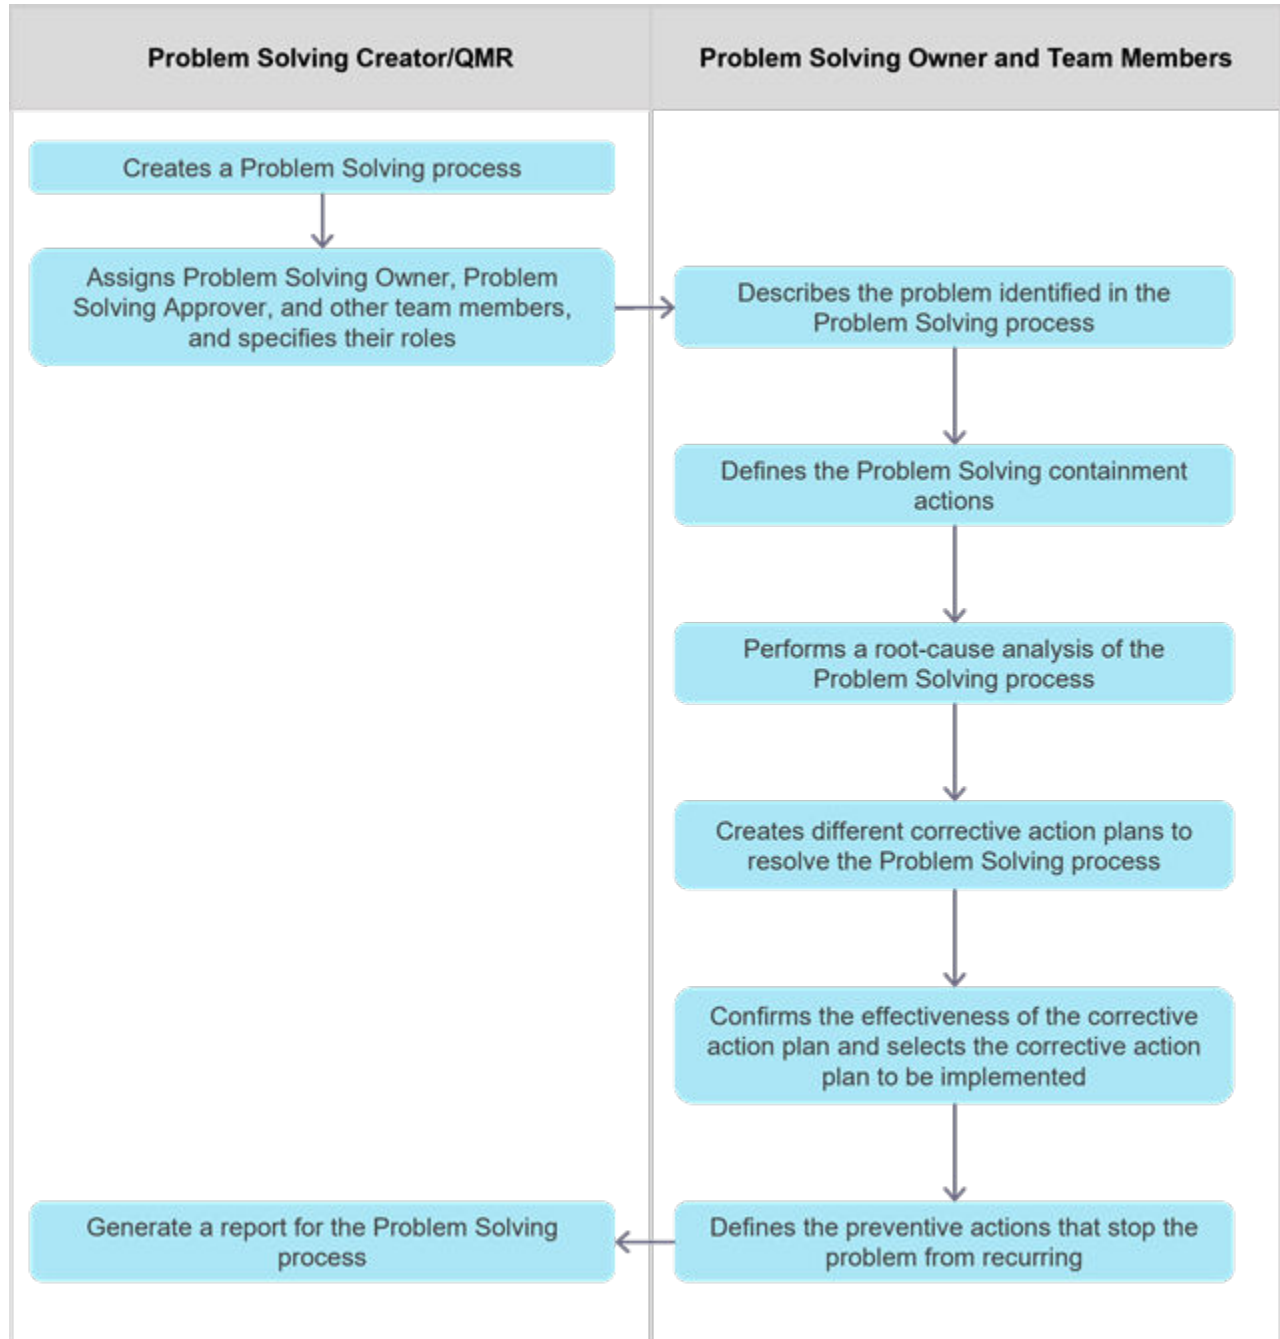 Problem Solving Creator/QMR
Problem Solving Owner and Team Members
Creates a Problem Solving process
Assigns Problem Solving Owner, Problem
Solving Approver, and other team members,
and specifies their roles
Describes the problem identified in the
Problem Solving process
Defines the Problem Solving containment
actions
Performs a root-cause analysis of the
Problem Solving process
Creates different corrective action plans to
resolve the Problem Solving process
Confirms the effectiveness of the corrective
action plan and selects the corrective action
plan to be implemented
Defines the preventive actions that stop the
problem from recurring
Generate a report for the Problem Solving
process